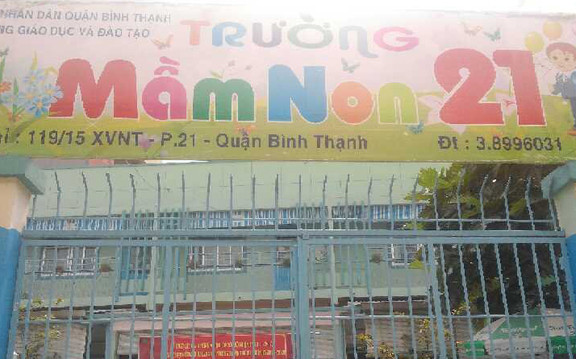 NHÂN DÂN QUẬN BÌNH THẠNH
GIÁO DỤC VÀ ĐÀO TẠO
TRƯỜNG
Mầm Non 21
: 119/15 XVNT - P.21 - Quận Bình Thạnh Đt : 3.8996031